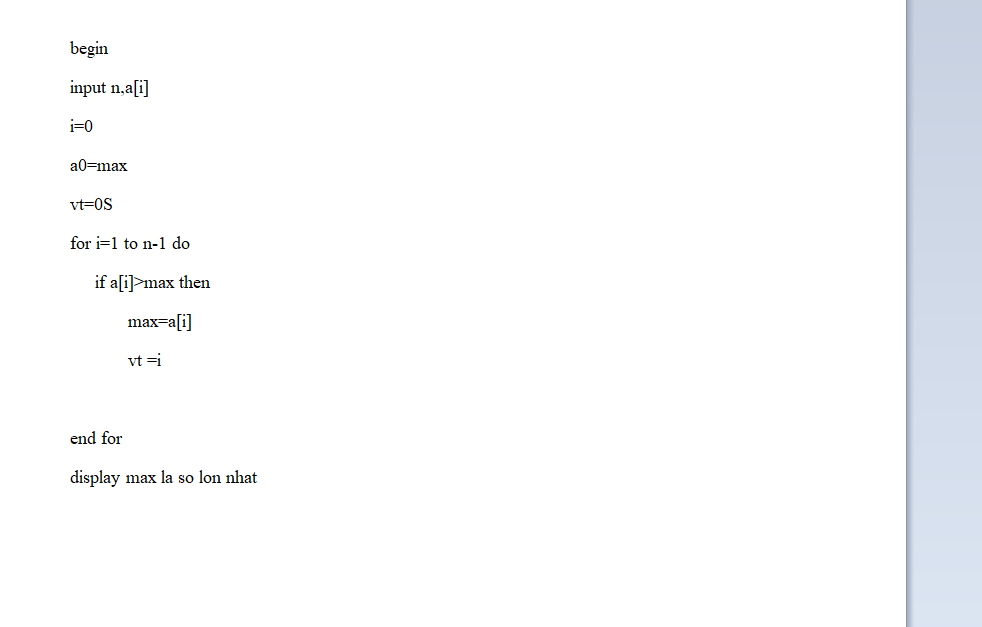 begin
input n,a[i]
i=0
a0=max
vt=0S
for i=1 to n-1 do
if a[i]>max then
max=a[i]
vt =i
end for
display max la so lon nhat